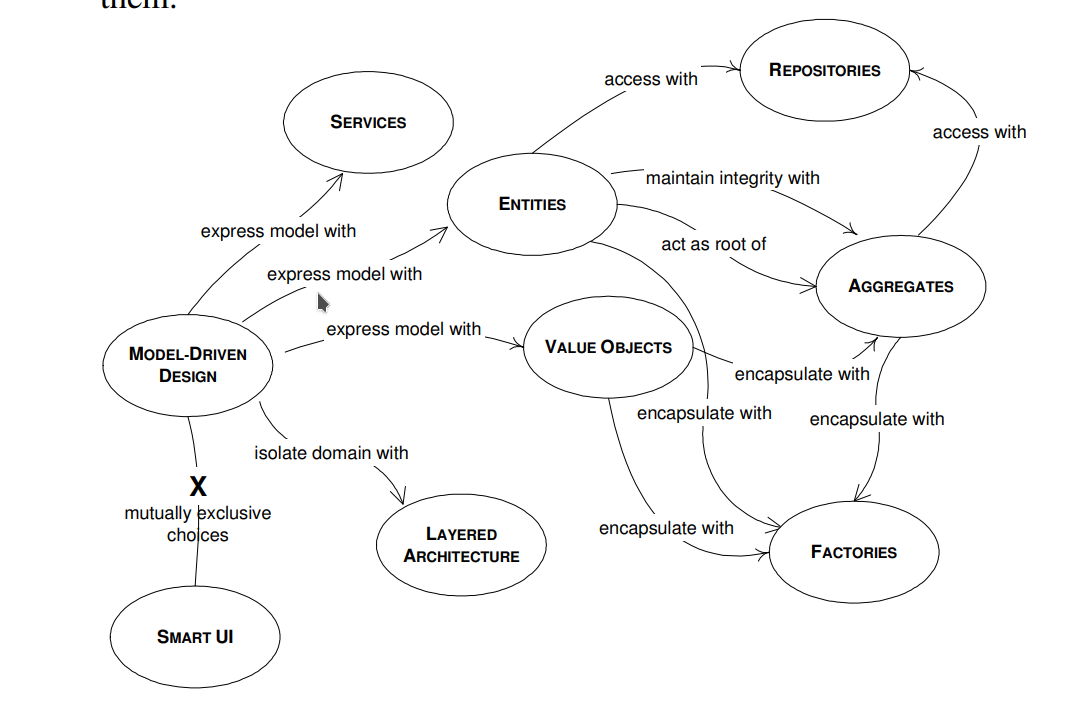 them.
REPOSITORIES
access with
SERVICES
access with
maintain integrity with
ENTITIES
express model with
act as root of
express model with
AGGREGATES
express model with
VALUE OBJECTS
MODEL-DRIVEN
DESIGN
encapsulate with
encapsulate with
encapsulate with
isolate domain with
X
mutually exclusive
choices
encapsulate with
LAYERED
ARCHITECTURE
FACTORIES
SMART UI